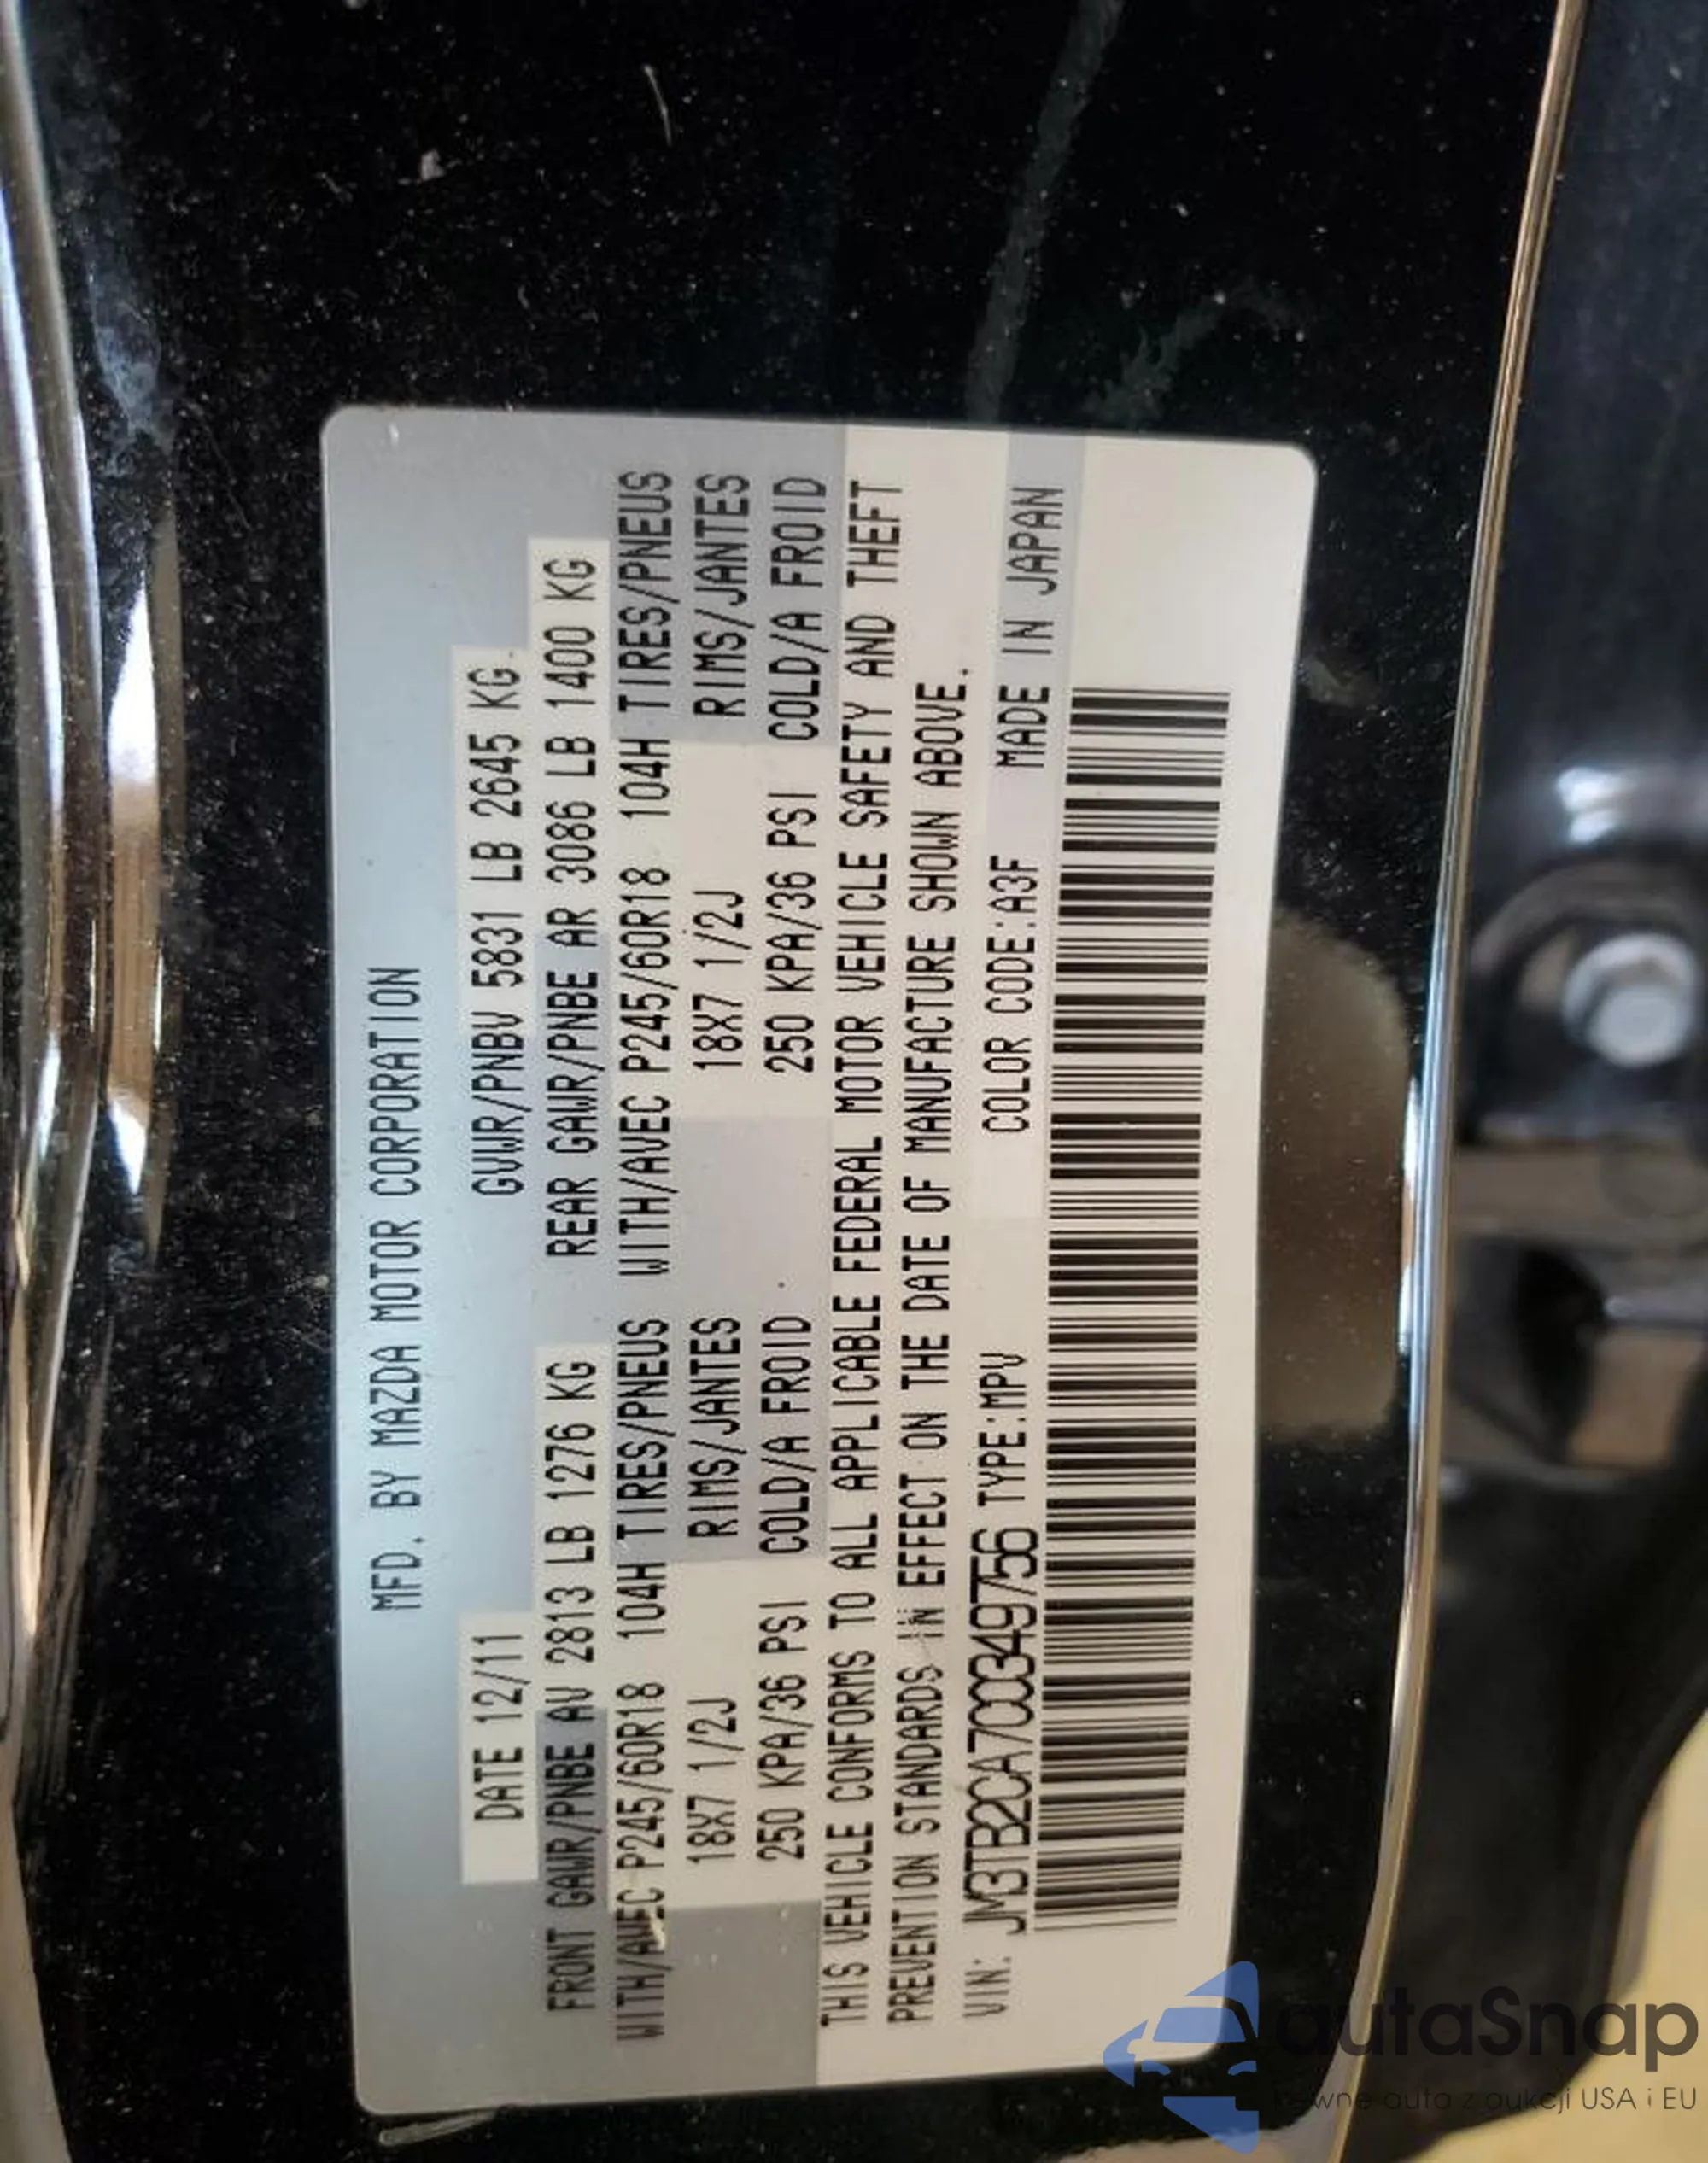 MFD. BY MAZDA MOTOR CORPORATION
DATE 12/11 GVWR/PNBV 5831 LB 2645 KG
FRONT GAWR/PNBE AV 2813 LB 1276 KG REAR GAWR/PNBE AR 3086 LB 1400 KG
WITH/AVEC P245/60R18 104H TIRES/PNEUS WITH/AVEC P245/60R18 104H TIRES/PNEUS
18X7 1/2J RIMS/JANTES 18X7 1/2J RIMS/JANTES
250 KPA/36 PSI COLD/A FROID 250 KPA/36 PSI COLD/A FROID
THIS VEHICLE CONFORMS TO ALL APPLICABLE FEDERAL MOTOR VEHICLE SAFETY AND THEFT
PREVENTION STANDARDS IN EFFECT ON THE DATE OF MANUFACTURE SHOWN ABOVE.
VIN: JM3TB2CA7C0349756 TYPE:MPV COLOR CODE:A3F MADE IN JAPAN
autaSnap
auta z aukcji USA i EU